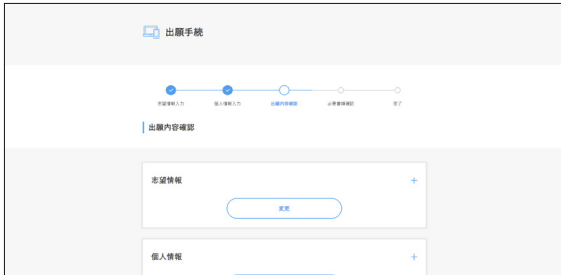 出願手続
志望情報入力 個人情報入力 出願内容確認 必要書類確認 完了
出願内容確認
志望情報
変更
個人情報